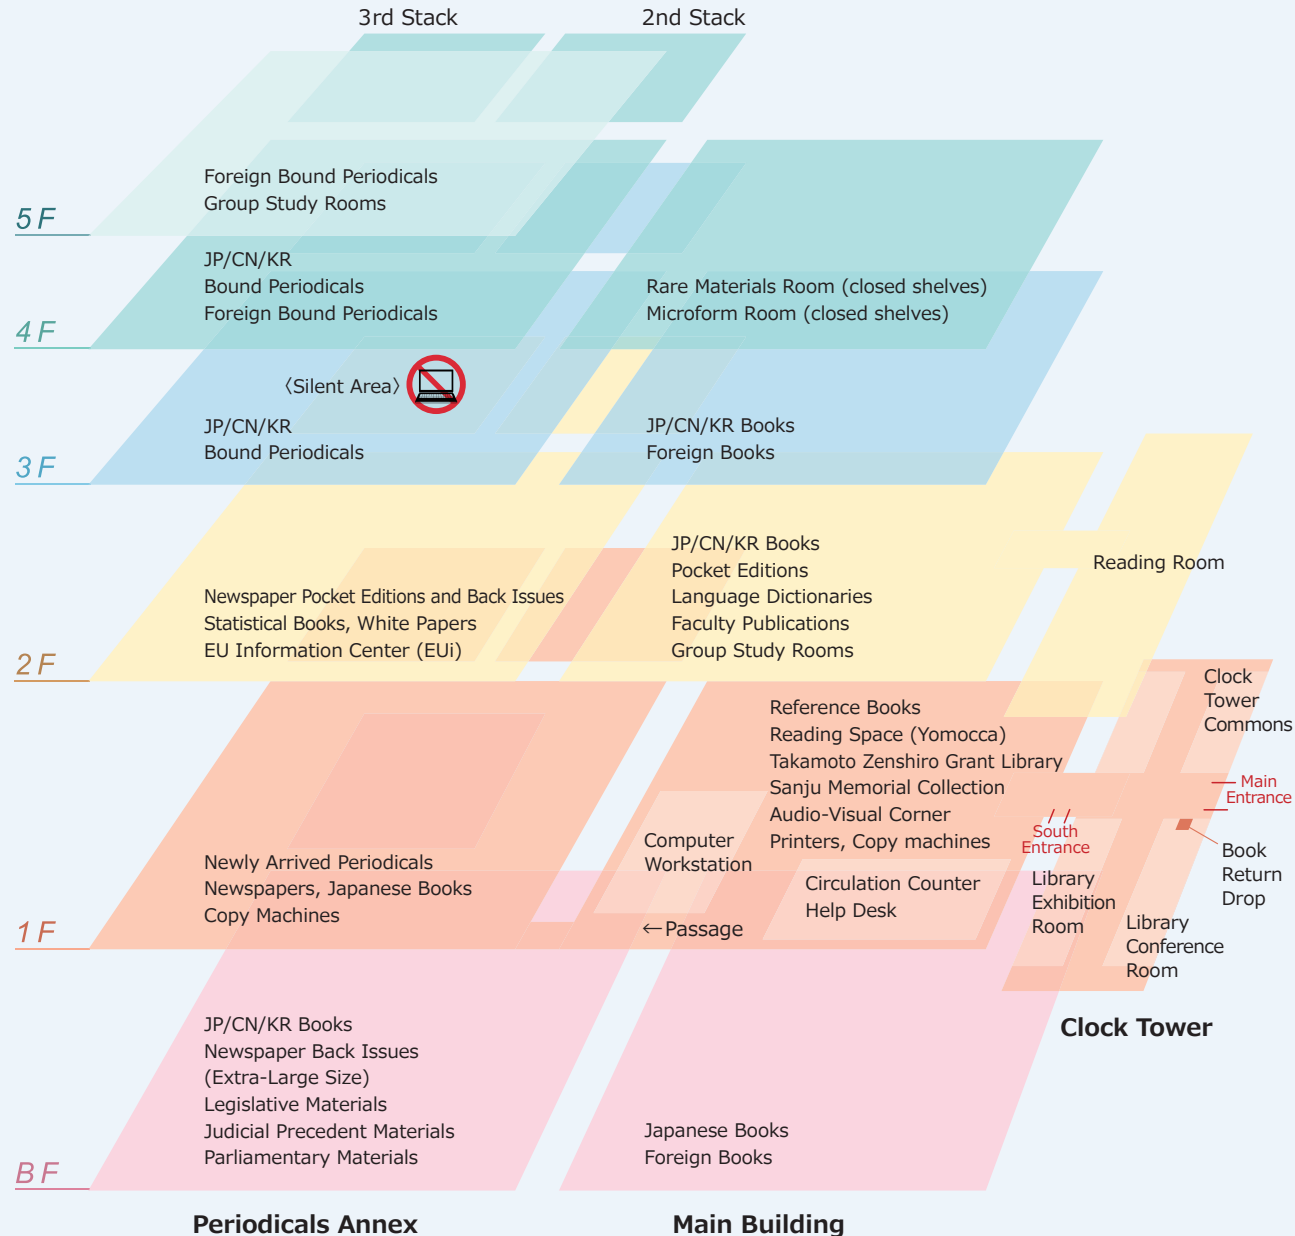 3rd Stack
2nd Stack
5 F
Foreign Bound Periodicals
Group Study Rooms
4 F
JP/CN/KR
Bound Periodicals
Foreign Bound Periodicals
Rare Materials Room (closed shelves)
Microform Room (closed shelves)
3 F
〈Silent Area〉
JP/CN/KR
Bound Periodicals
JP/CN/KR Books
Foreign Books
2 F
Newspaper Pocket Editions and Back Issues
Statistical Books, White Papers
EU Information Center (EUi)
JP/CN/KR Books
Pocket Editions
Language Dictionaries
Faculty Publications
Group Study Rooms
Reading Room
1 F
Newly Arrived Periodicals
Newspapers, Japanese Books
Copy Machines
Reference Books
Reading Space (Yomocca)
Takamoto Zenshiro Grant Library
Sanju Memorial Collection
Audio-Visual Corner
Printers, Copy machines
Computer
Workstation
Circulation Counter
Help Desk
←Passage
Clock
Tower
Commons
Main
Entrance
South
Entrance
Book
Return
Drop
Library
Exhibition
Room
Library
Conference
Room
Clock Tower
B F
JP/CN/KR Books
Newspaper Back Issues
(Extra-Large Size)
Legislative Materials
Judicial Precedent Materials
Parliamentary Materials
Japanese Books
Foreign Books
Periodicals Annex
Main Building